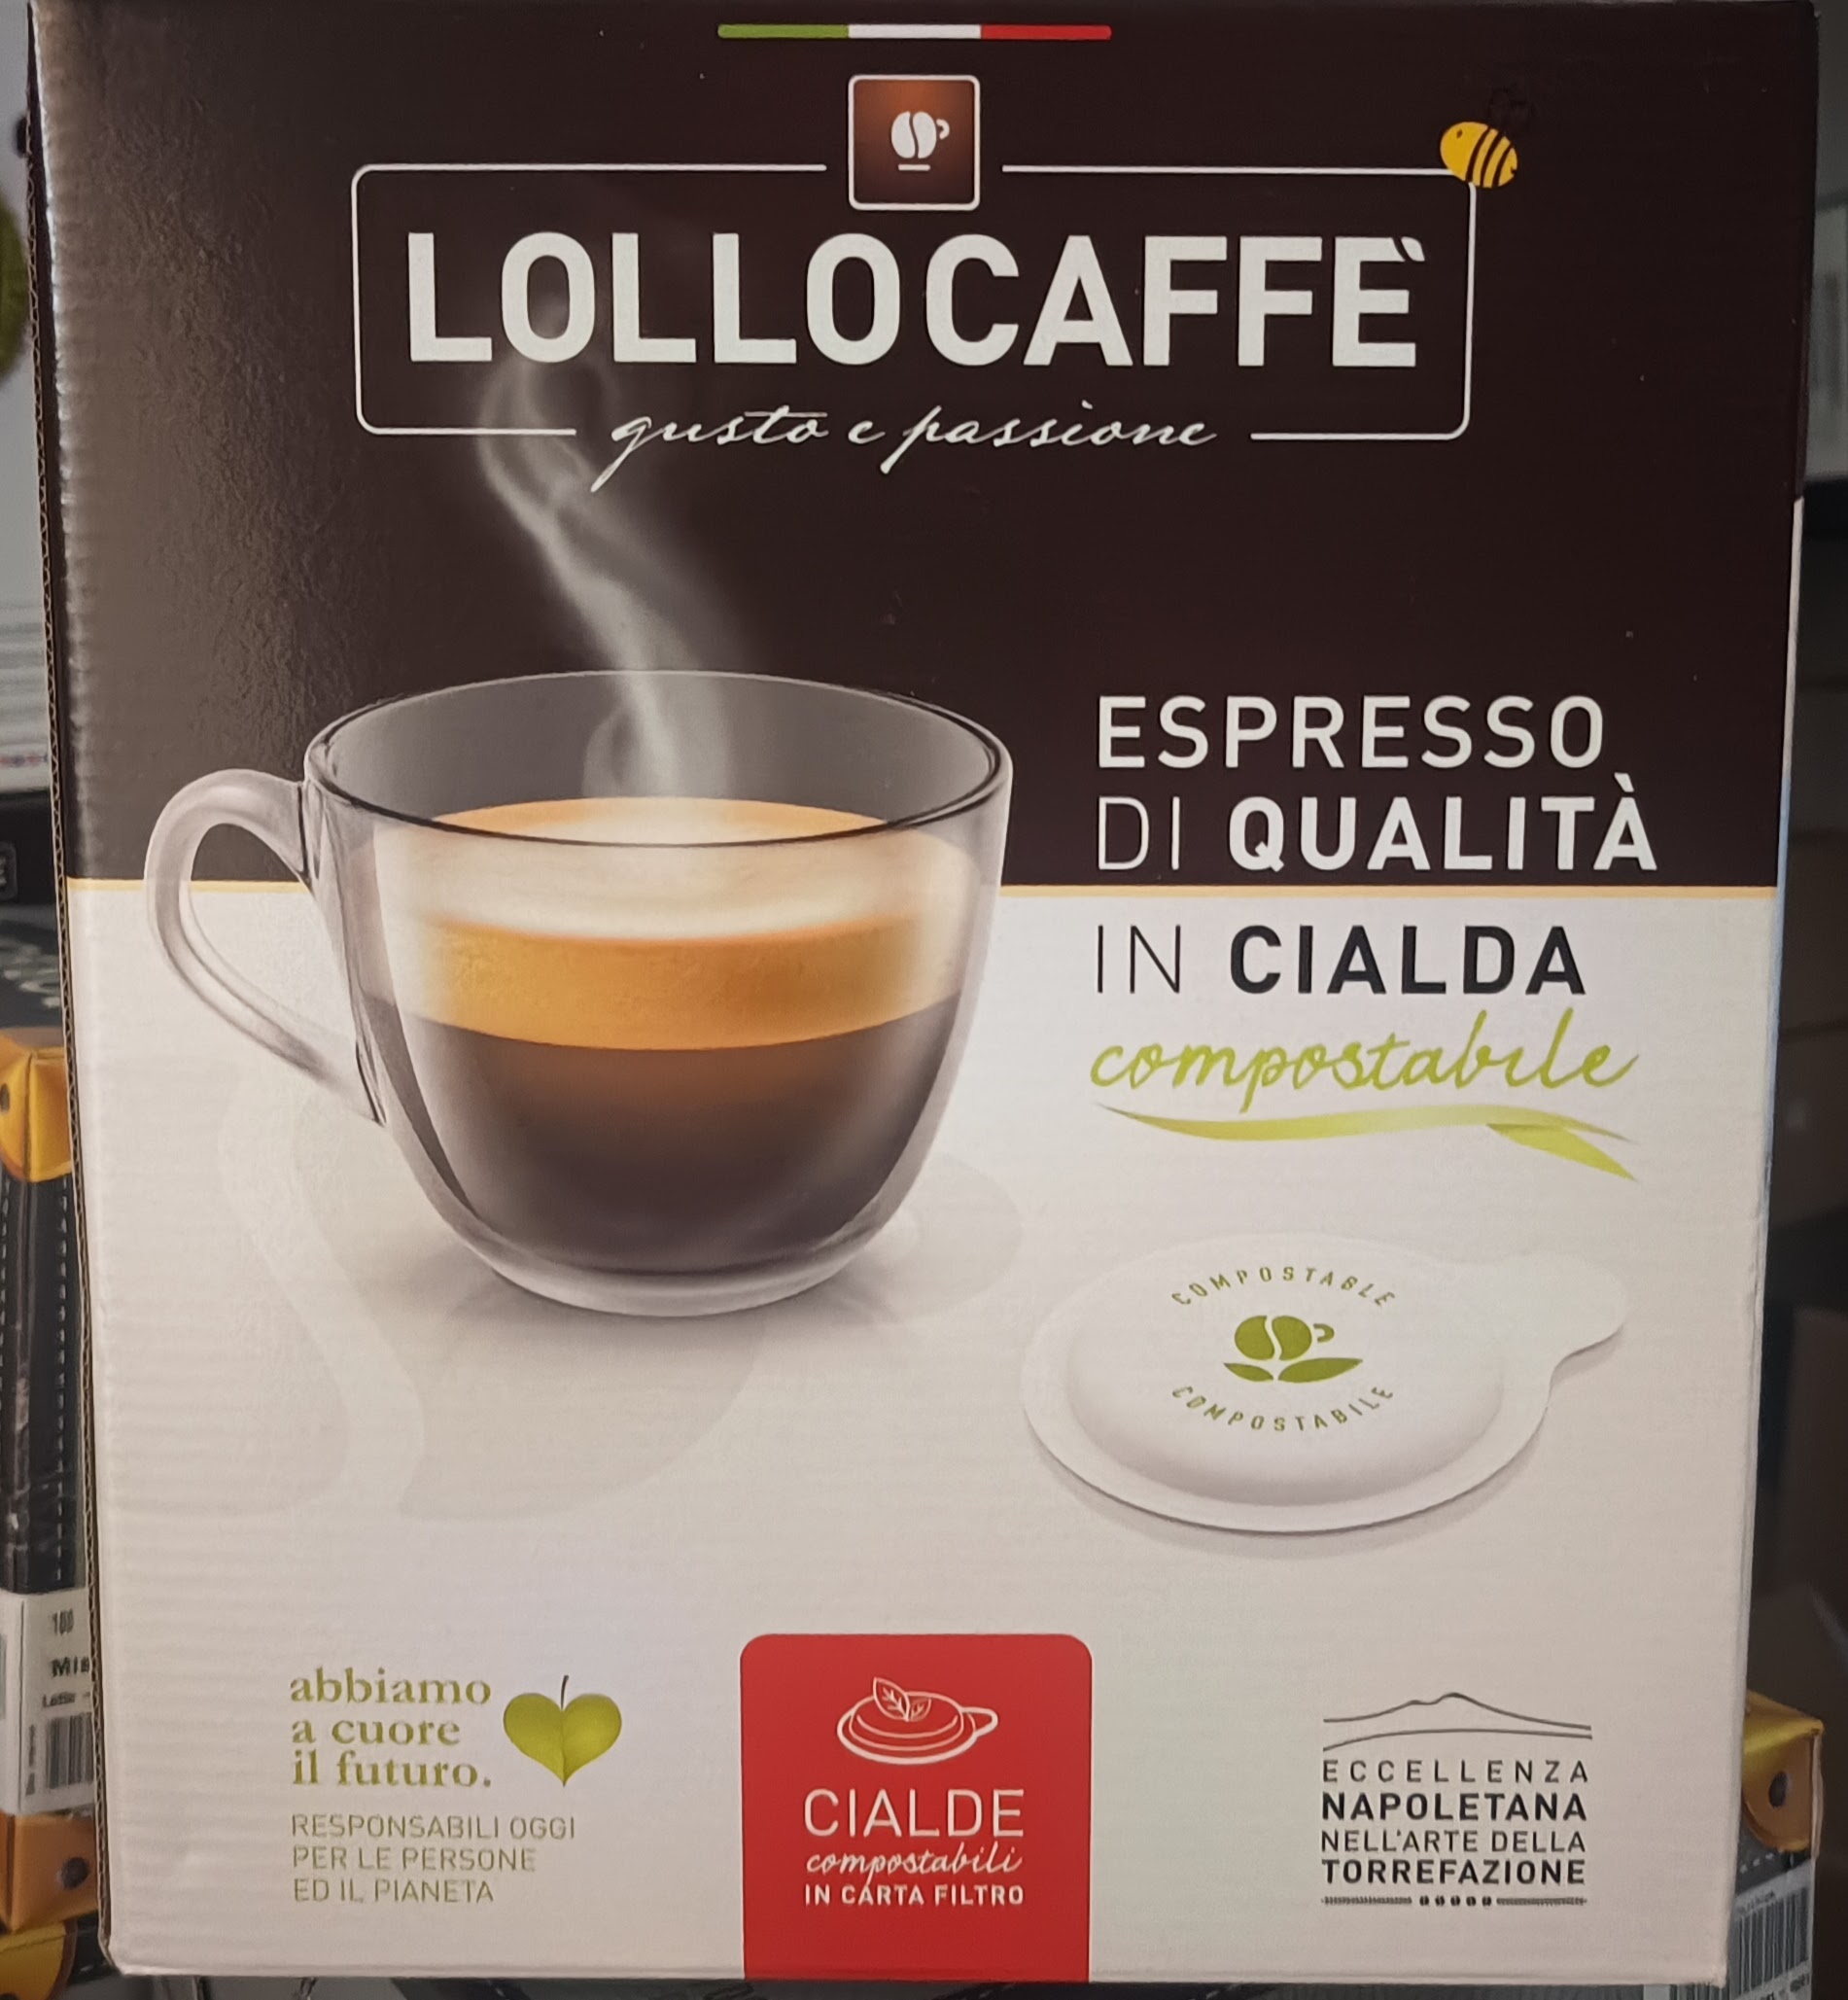 LOLLOCAFFÈ
gusto e passione
ESPRESSO
DI QUALITÀ
IN CIALDA
compostabile
COMPOSTABLE
COMPOSTABILE
abbiamo
a cuore
il futuro.
RESPONSABILI OGGI
PER LE PERSONE
ED IL PIANETA
CIALDE
compostabili
IN CARTA FILTRO
ECCELLENZA
NAPOLETANA
NELL'ARTE DELLA
TORREFAZIONE